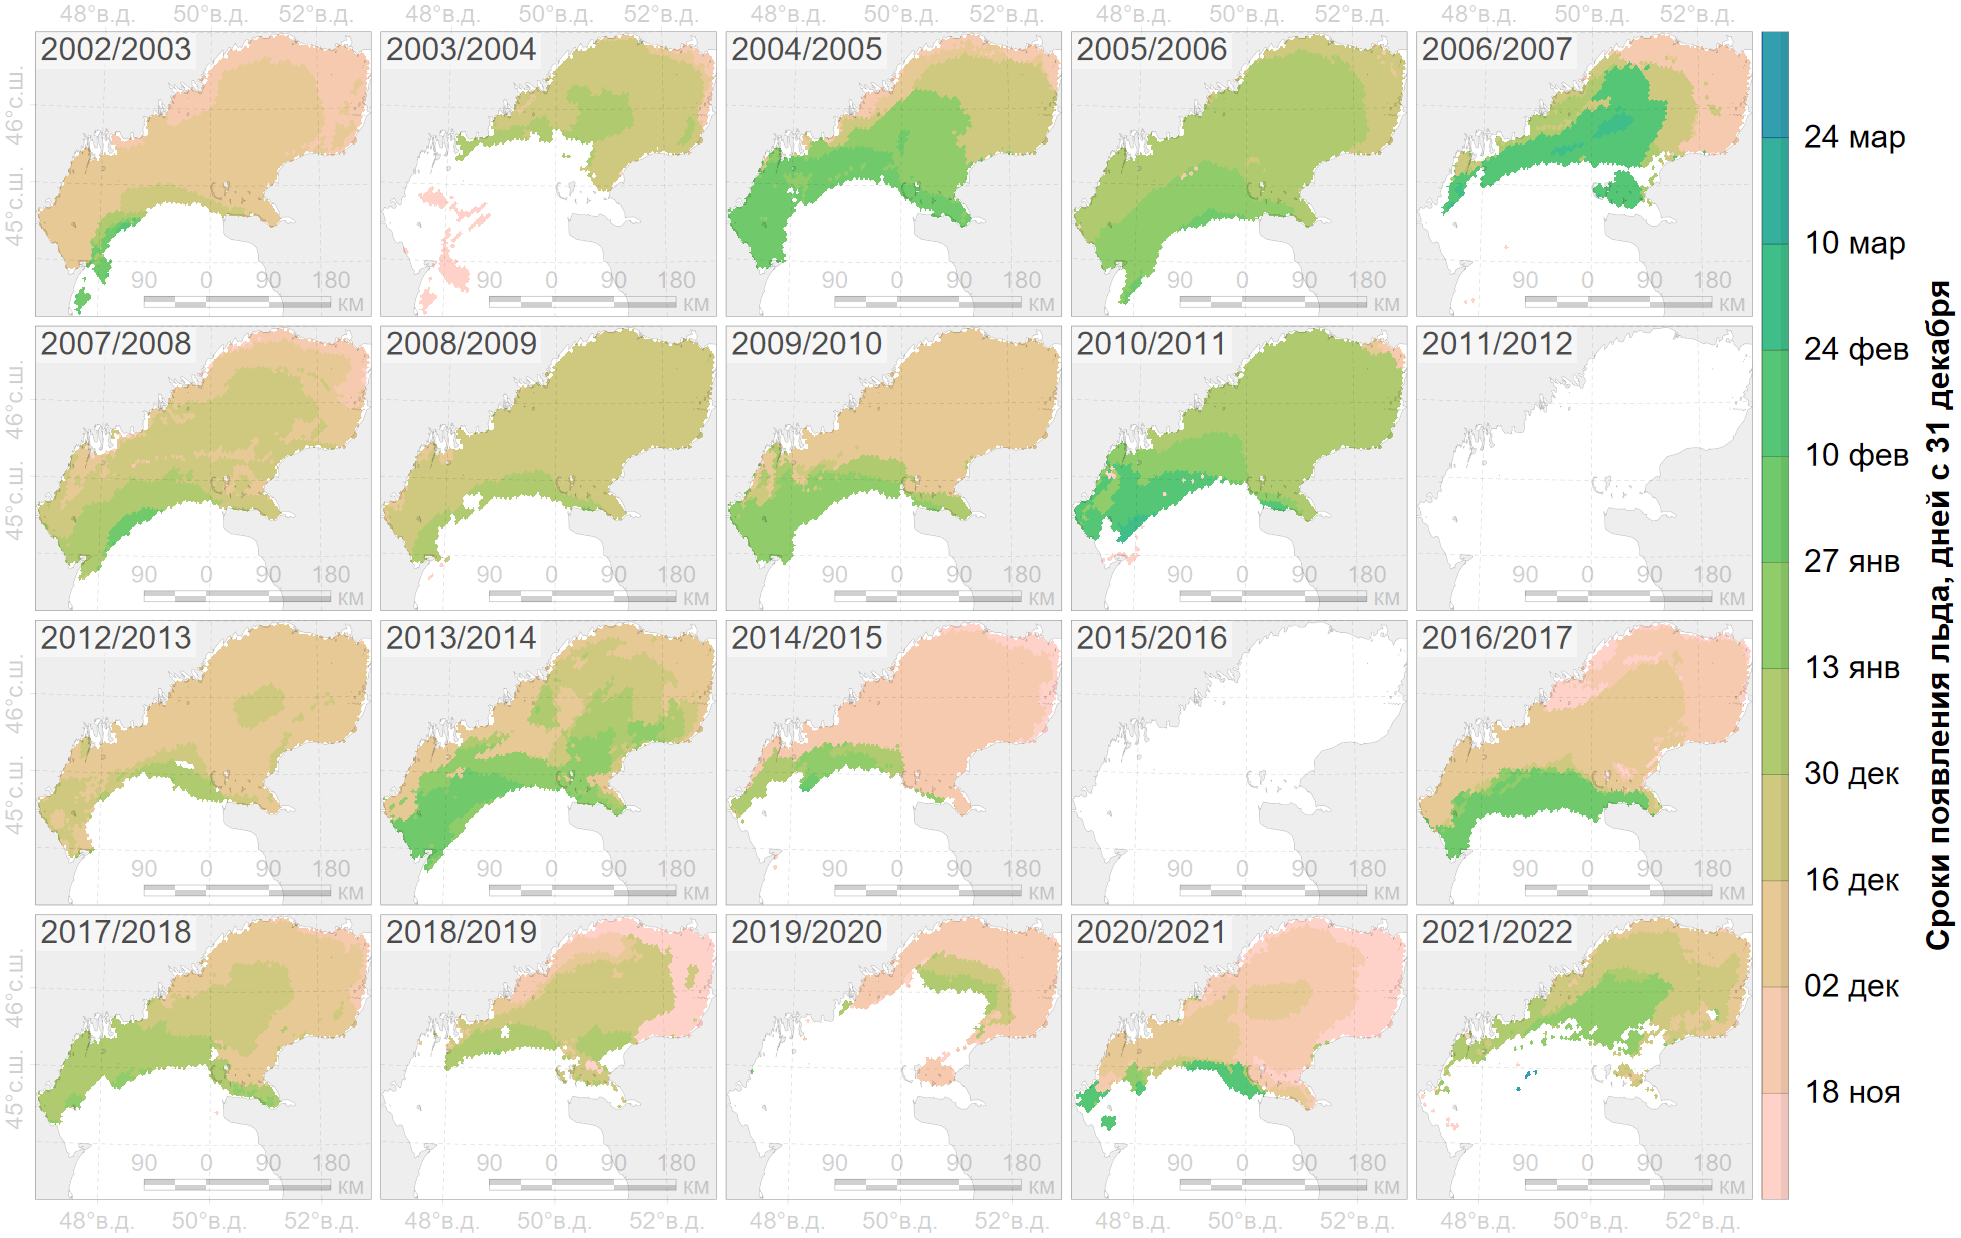 48°в.д. 50°в.д. 52°в.д. 48°в.д. 50°в.д. 52°в.д. 48°в.д. 50°в.д. 52°в.д. 48°в.д. 50°в.д. 52°в.д. 48°в.д. 50°в.д. 52°в.д.
2002/2003 2003/2004 2004/2005 2005/2006 2006/2007
46°с.ш.
45°с.ш.
90 0 90 180 90 0 90 180 90 0 90 180 90 0 90 180 90 0 90 180
км км км км км
2007/2008 2008/2009 2009/2010 2010/2011 2011/2012
46°с.ш.
45°с.ш.
90 0 90 180 90 0 90 180 90 0 90 180 90 0 90 180 90 0 90 180
км км км км км
2012/2013 2013/2014 2014/2015 2015/2016 2016/2017
46°с.ш.
45°с.ш.
90 0 90 180 90 0 90 180 90 0 90 180 90 0 90 180 90 0 90 180
км км км км км
2017/2018 2018/2019 2019/2020 2020/2021 2021/2022
46°с.ш.
45°с.ш.
90 0 90 180 90 0 90 180 90 0 90 180 90 0 90 180 90 0 90 180
км км км км км
48°в.д. 50°в.д. 52°в.д. 48°в.д. 50°в.д. 52°в.д. 48°в.д. 50°в.д. 52°в.д. 48°в.д. 50°в.д. 52°в.д. 48°в.д. 50°в.д. 52°в.д.
24 мар
10 мар
24 фев
10 фев
27 янв
13 янв
30 дек
16 дек
02 дек
18 ноя
Сроки появления льда, дней с 31 декабря